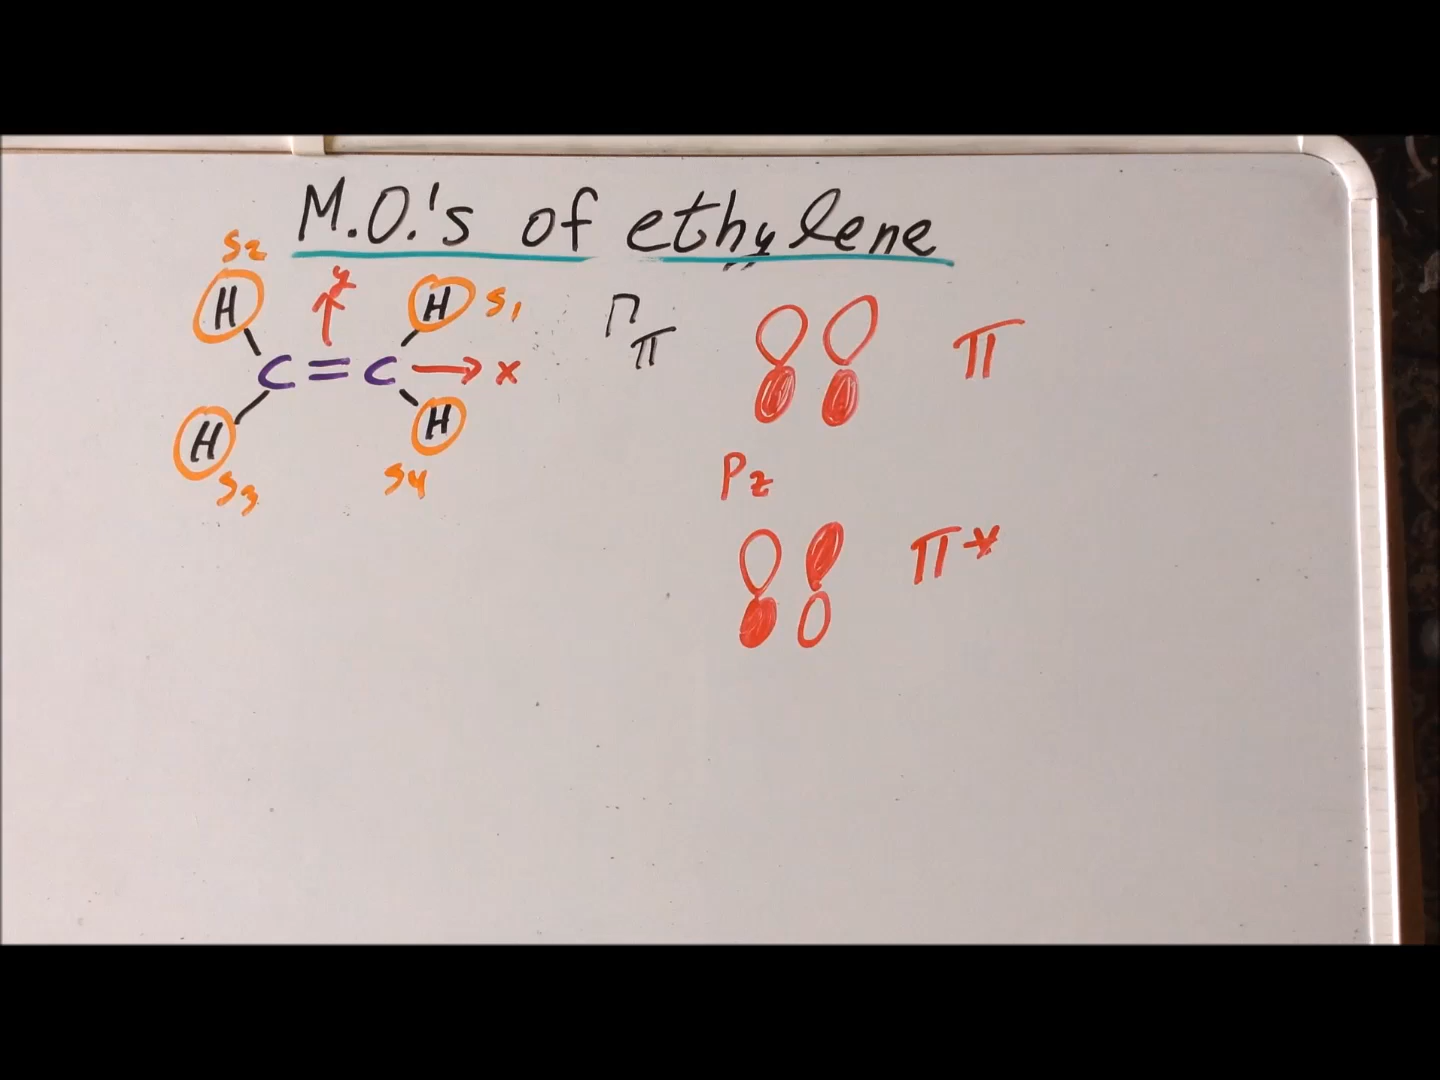 M.O.'s of ethylene
S2
H
y
H S1
C = C → x
H
H
S3
S4
Γπ
π
Pz
π*